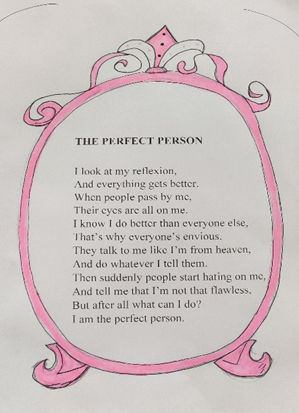 THE PERFECT PERSON
I look at my reflexion,
And everything gets better.
When people pass by me,
Their eyes are all on me.
I know I do better than everyone else,
That's why everyone's envious.
They talk to me like I'm from heaven,
And do whatever I tell them.
Then suddenly people start hating on me,
And tell me that I'm not that flawless.
But after all what can I do?
I am the perfect person.